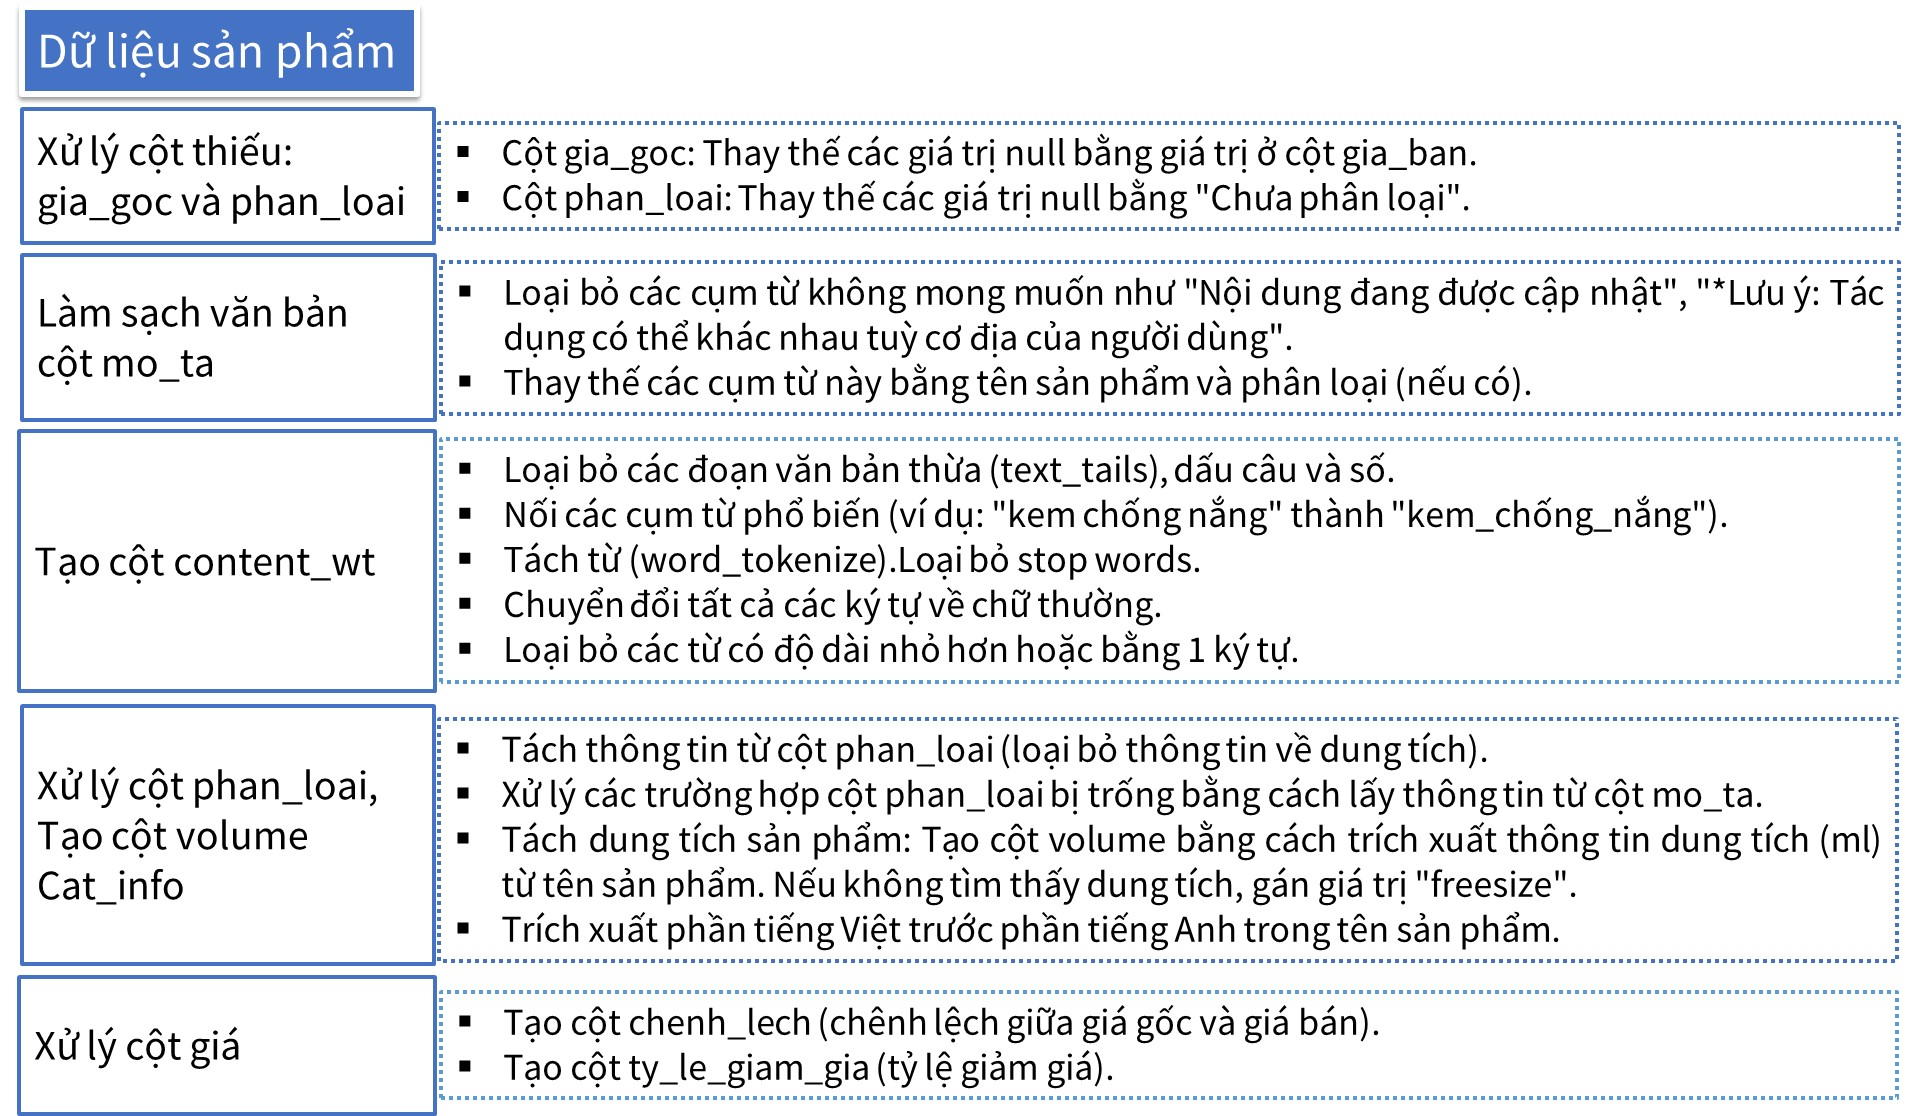 Dữ liệu sản phẩm
Xử lý cột thiếu:
gia_goc và phan_loai
▪ Cột gia_goc: Thay thế các giá trị null bằng giá trị ở cột gia_ban.
▪ Cột phan_loai: Thay thế các giá trị null bằng "Chưa phân loại".
Làm sạch văn bản
cột mo_ta
▪ Loại bỏ các cụm từ không mong muốn như "Nội dung đang được cập nhật", "*Lưu ý: Tác
dụng có thể khác nhau tuỳ cơ địa của người dùng".
▪ Thay thế các cụm từ này bằng tên sản phẩm và phân loại (nếu có).
Tạo cột content_wt
▪ Loại bỏ các đoạn văn bản thừa (text_tails), dấu câu và số.
▪ Nối các cụm từ phổ biến (ví dụ: "kem chống nắng" thành "kem_chống_nắng").
▪ Tách từ (word_tokenize).Loại bỏ stop words.
▪ Chuyển đổi tất cả các ký tự về chữ thường.
▪ Loại bỏ các từ có độ dài nhỏ hơn hoặc bằng 1 ký tự.
Xử lý cột phan_loai,
Tạo cột volume
Cat_info
▪ Tách thông tin từ cột phan_loai (loại bỏ thông tin về dung tích).
▪ Xử lý các trường hợp cột phan_loai bị trống bằng cách lấy thông tin từ cột mo_ta.
▪ Tách dung tích sản phẩm: Tạo cột volume bằng cách trích xuất thông tin dung tích (ml)
từ tên sản phẩm. Nếu không tìm thấy dung tích, gán giá trị "freesize".
▪ Trích xuất phần tiếng Việt trước phần tiếng Anh trong tên sản phẩm.
Xử lý cột giá
▪ Tạo cột chenh_lech (chênh lệch giữa giá gốc và giá bán).
▪ Tạo cột ty_le_giam_gia (tỷ lệ giảm giá).